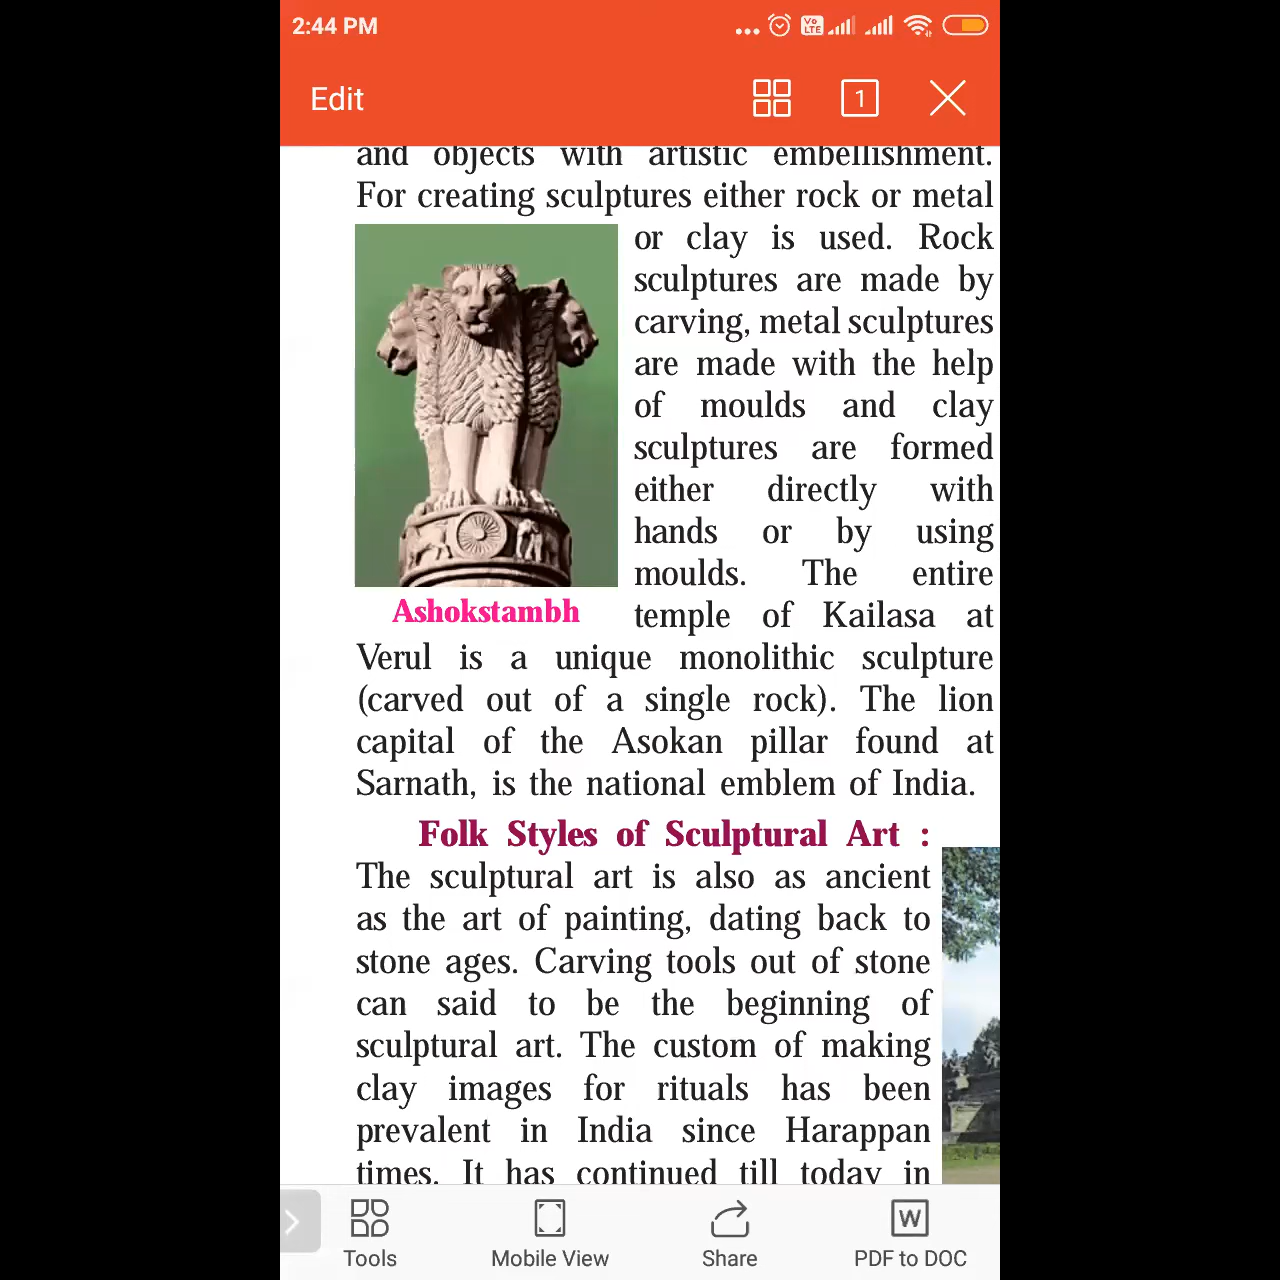 2:44 PM
Vo LTE
Edit
1
and objects with artistic embellishment.
For creating sculptures either rock or metal
or clay is used. Rock
sculptures are made by
carving, metal sculptures
are made with the help
of moulds and clay
sculptures are formed
either directly with
hands or by using
moulds. The entire
Ashokstambh
temple of Kailasa at
Verul is a unique monolithic sculpture
(carved out of a single rock). The lion
capital of the Asokan pillar found at
Sarnath, is the national emblem of India.
Folk Styles of Sculptural Art :
The sculptural art is also as ancient
as the art of painting, dating back to
stone ages. Carving tools out of stone
can said to be the beginning of
sculptural art. The custom of making
clay images for rituals has been
prevalent in India since Harappan
times. It has continued till today in
W
Tools Mobile View Share PDF to DOC